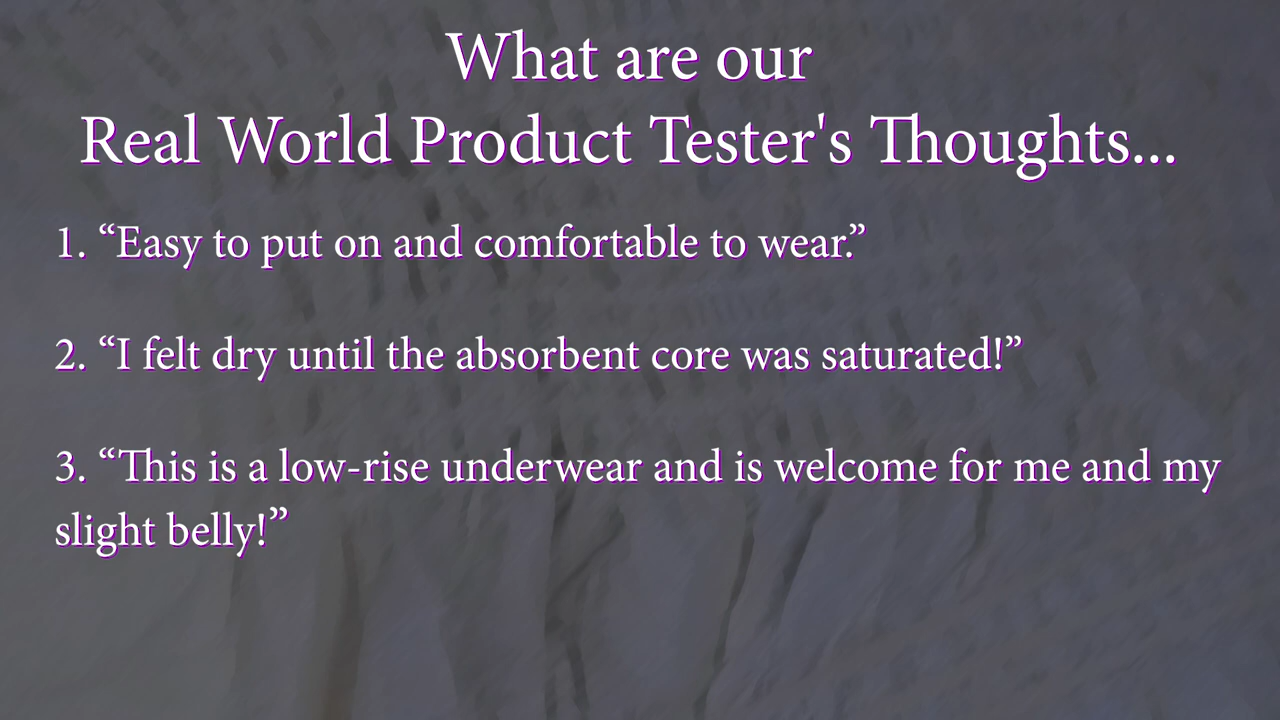 What are our
Real World Product Tester's Thoughts...
1. “Easy to put on and comfortable to wear.”
2. “I felt dry until the absorbent core was saturated!”
3. “This is a low-rise underwear and is welcome for me and my
slight belly!”